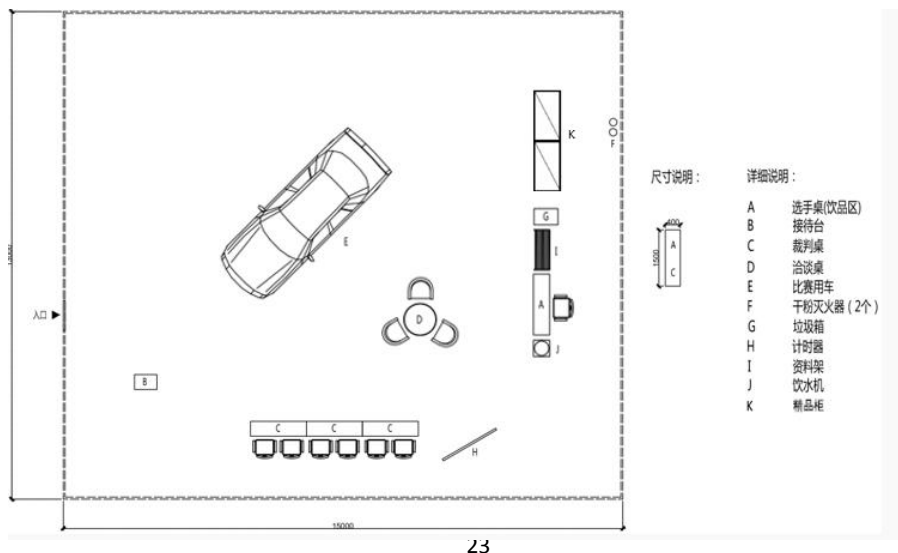 K
F
G
I
E
A
D
J
入口
B
C
C
C
H
15000
尺寸说明：
400
1500
A
C
详细说明：
A 选手桌(饮品区)
B 接待台
C 裁判桌
D 洽谈桌
E 比赛用车
F 干粉灭火器（2个）
G 垃圾箱
H 计时器
I 资料架
J 饮水机
K 精品柜
23